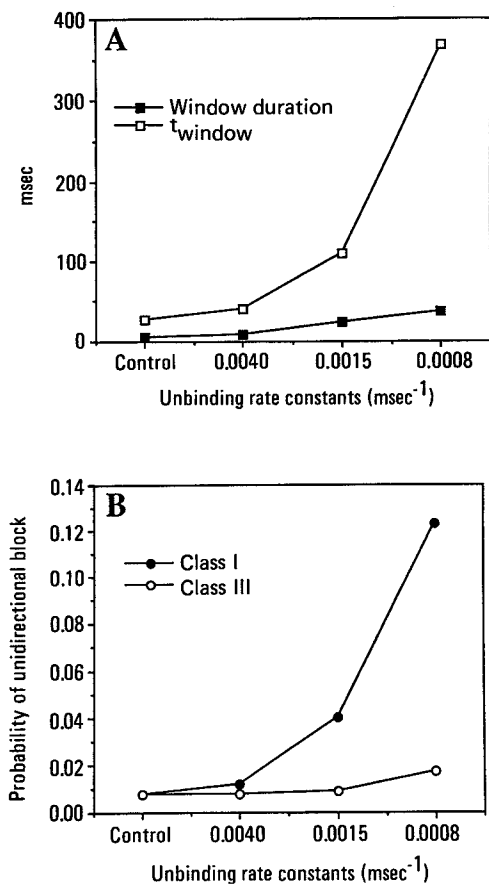 A
400
300
200
100
0
msec
Window duration
t window
Control 0.0040 0.0015 0.0008
Unbinding rate constants (msec-1)
B
0.14
0.12
0.10
0.08
0.06
0.04
0.02
0.00
Probability of unidirectional block
Class I
Class III
Control 0.0040 0.0015 0.0008
Unbinding rate constants (msec-1)